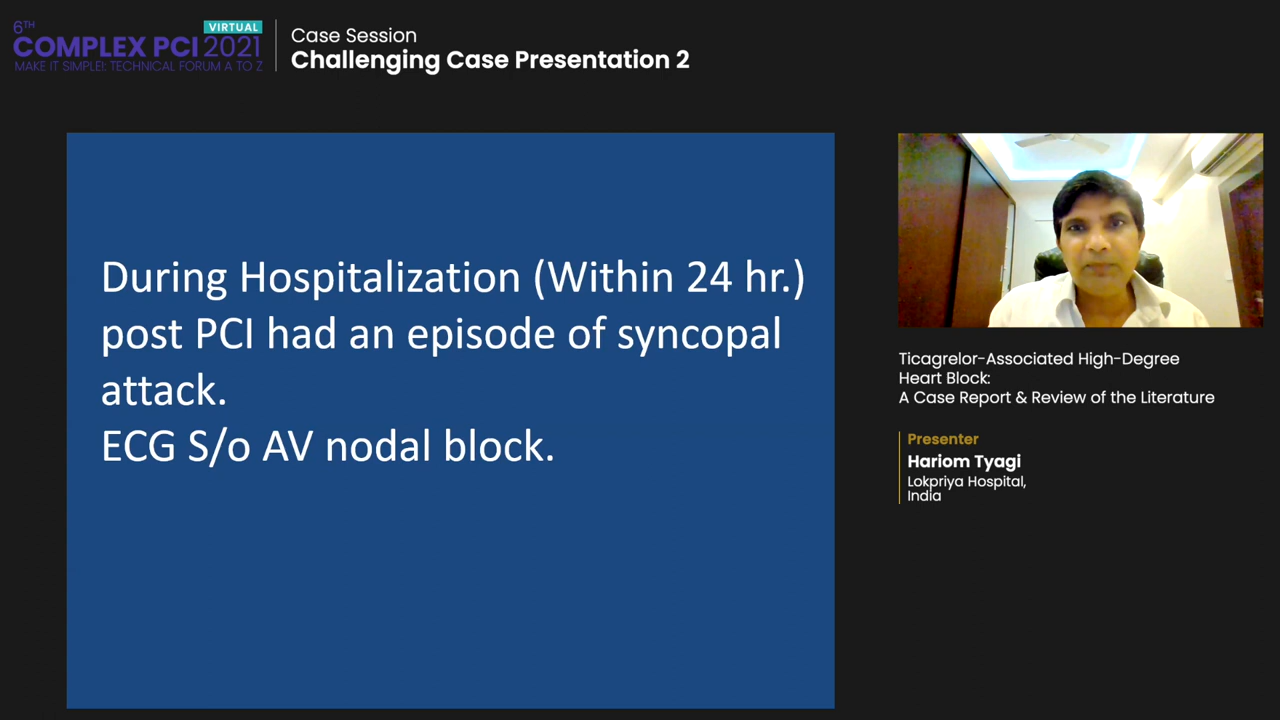 6TH
VIRTUAL
COMPLEX PCI 2021
MAKE IT SIMPLE!: TECHNICAL FORUM A TO Z
Case Session
Challenging Case Presentation 2
During Hospitalization (Within 24 hr.)
post PCI had an episode of syncopal
attack.
ECG S/o AV nodal block.
Ticagrelor-Associated High-Degree
Heart Block:
A Case Report & Review of the Literature
Presenter
Hariom Tyagi
Lokpriya Hospital,
India